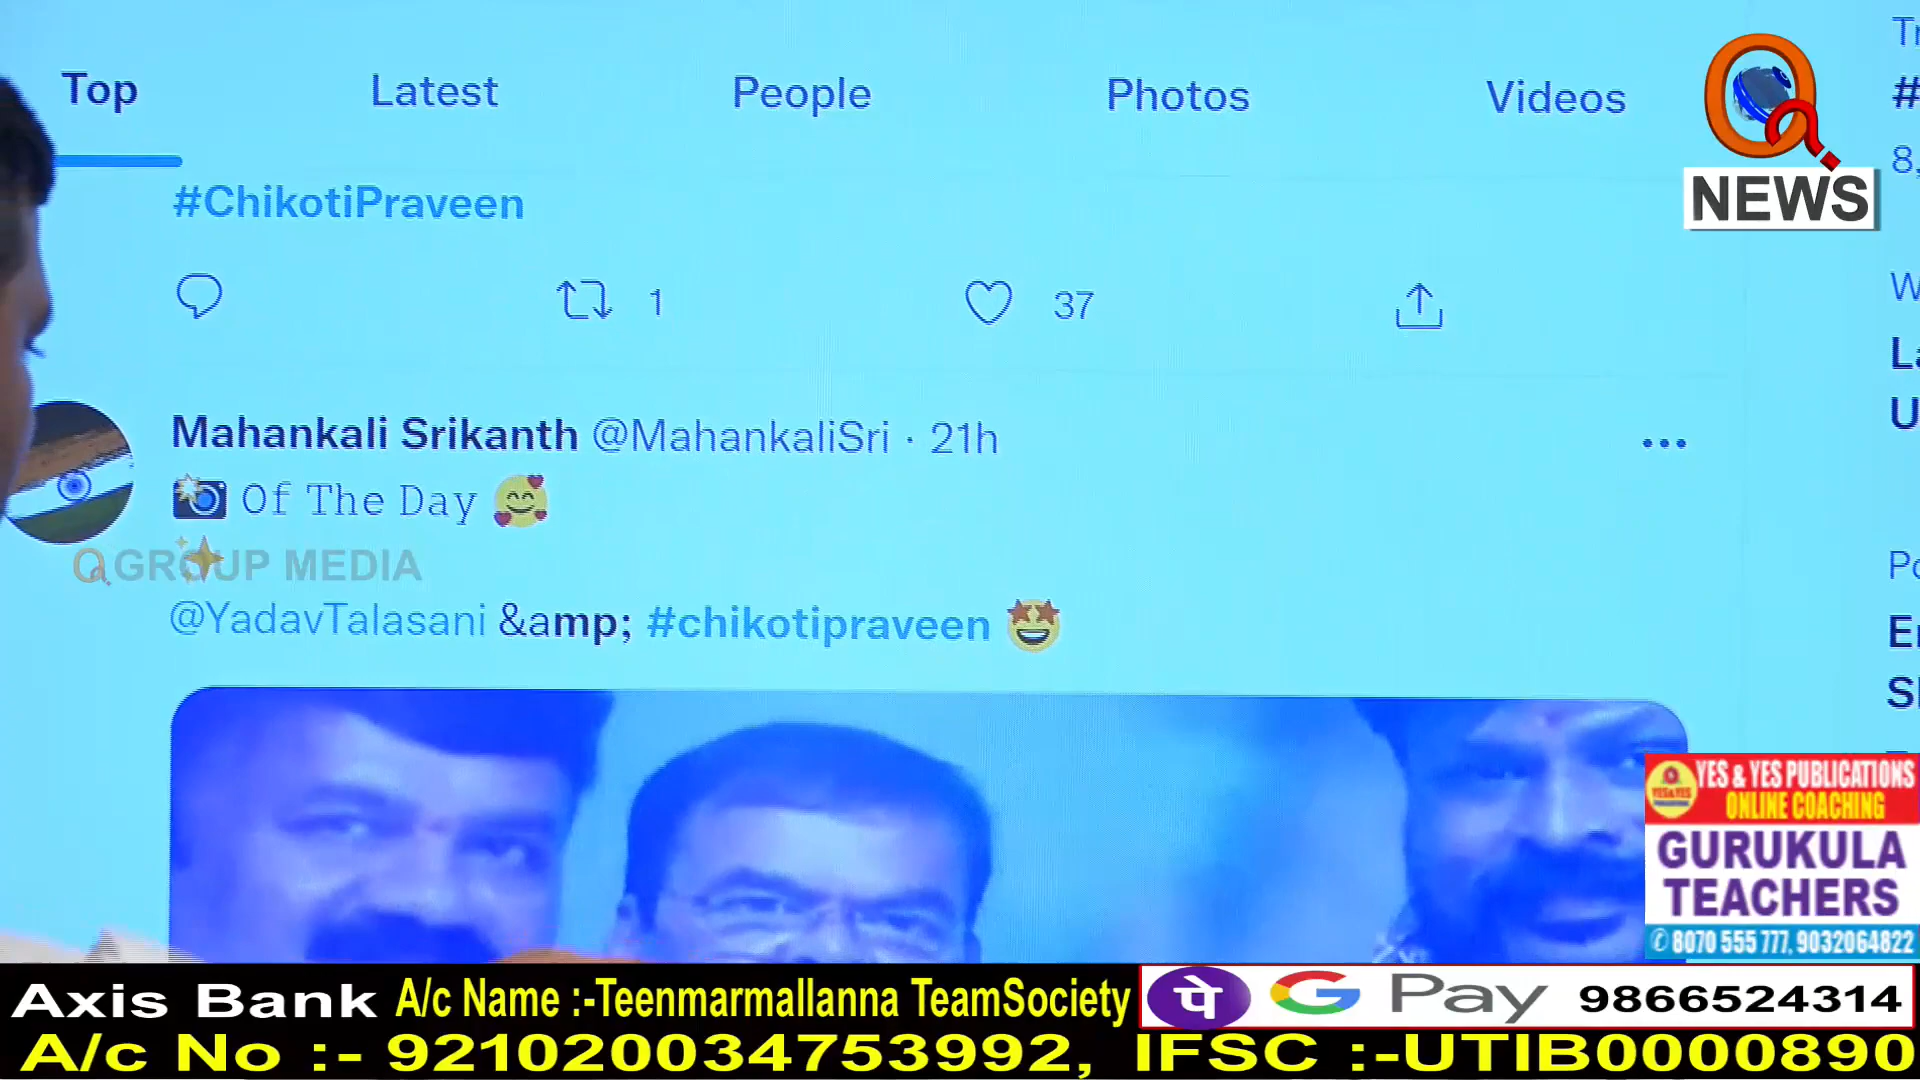 Top Latest People Photos Videos
#ChikotiPraveen
1 37
Mahankali Srikanth @MahankaliSri · 21h
Of The Day
GROUP MEDIA
@YadavTalasani &amp; #chikotipraveen
NEWS
YES & YES PUBLICATIONS
ONLINE COACHING
GURUKULA
TEACHERS
8070 555 777, 9032064822
Axis Bank A/c Name :-Teenmarmallanna TeamSociety
पे G Pay 9866524314
A/c No :- 921020034753992, IFSC :-UTIB0000890